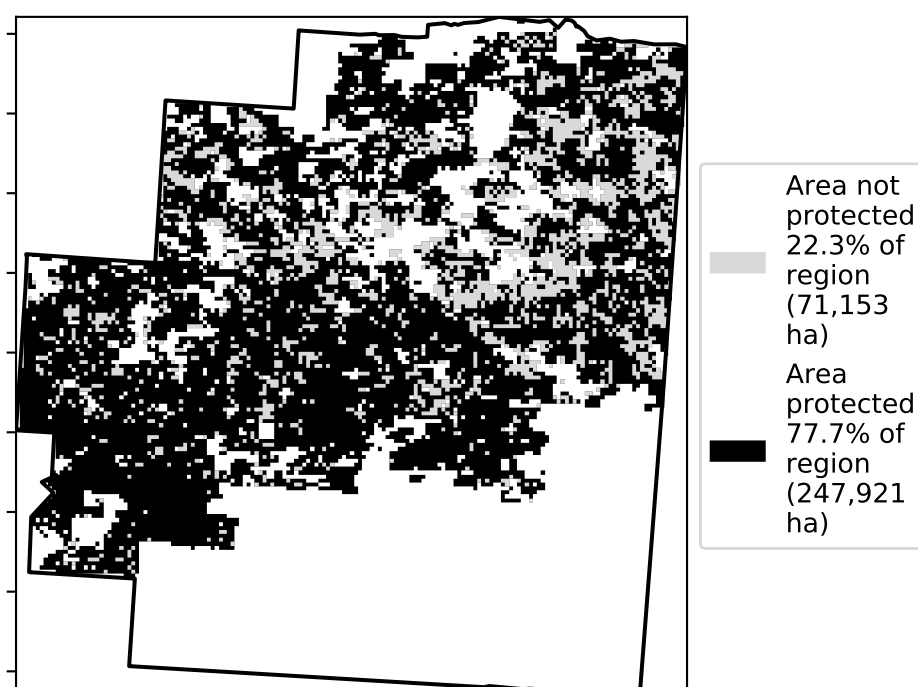 Area not
protected
22.3% of
region
(71,153
ha)
Area
protected
77.7% of
region
(247,921
ha)